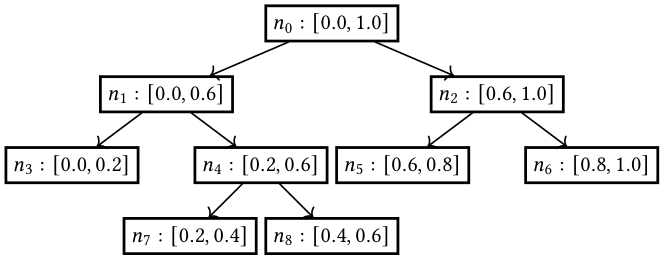 n₀ : [0.0, 1.0]
n₁ : [0.0, 0.6]
n₂ : [0.6, 1.0]
n₃ : [0.0, 0.2]
n₄ : [0.2, 0.6]
n₅ : [0.6, 0.8]
n₆ : [0.8, 1.0]
n₇ : [0.2, 0.4]
n₈ : [0.4, 0.6]